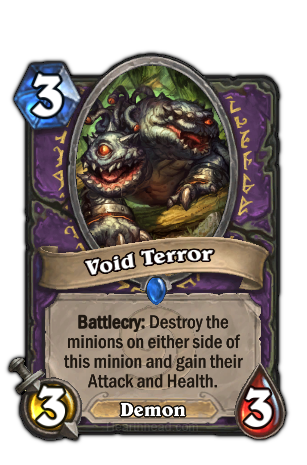 3
Void Terror
Battlecry: Destroy the
minions on either side of
this minion and gain their
Attack and Health.
3
Demon
3